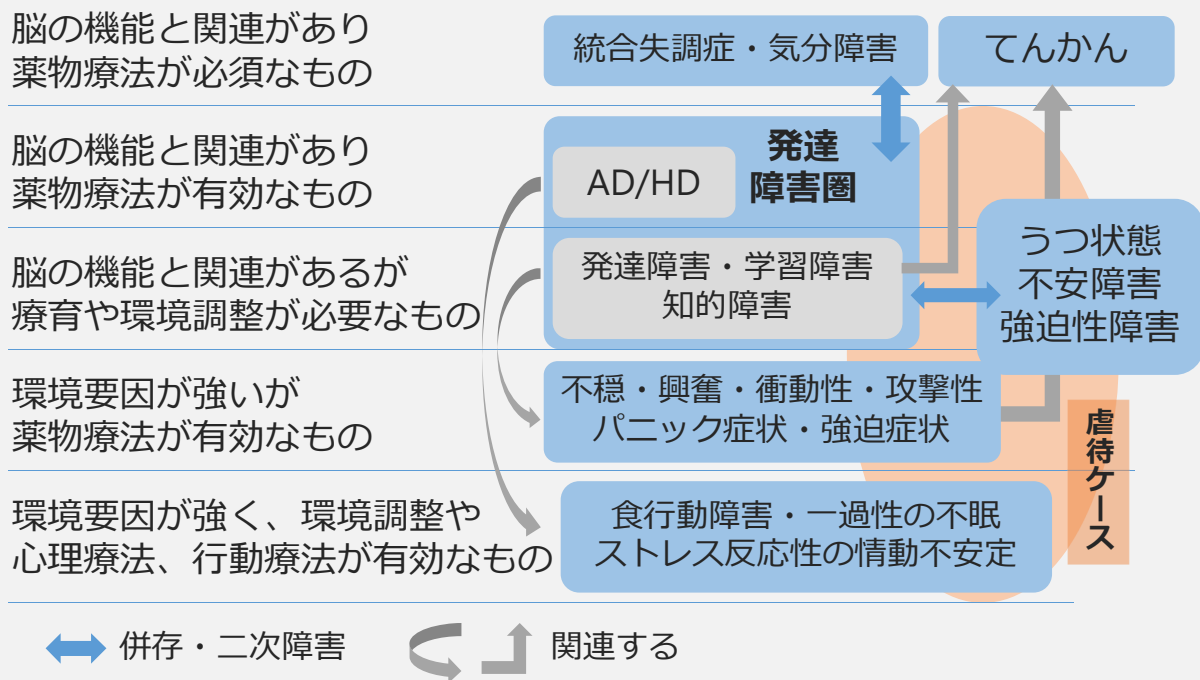 脳の機能と関連があり
薬物療法が必須なもの
統合失調症・気分障害
てんかん
脳の機能と関連があり
薬物療法が有効なもの
発達
障害圏
AD/HD
脳の機能と関連があるが
療育や環境調整が必要なもの
発達障害・学習障害
知的障害
うつ状態
不安障害
強迫性障害
環境要因が強いが
薬物療法が有効なもの
不穏・興奮・衝動性・攻撃性
パニック症状・強迫症状
虐待ケース
環境要因が強く、環境調整や
心理療法、行動療法が有効なもの
食行動障害・一過性の不眠
ストレス反応性の情動不安定
併存・二次障害
関連する